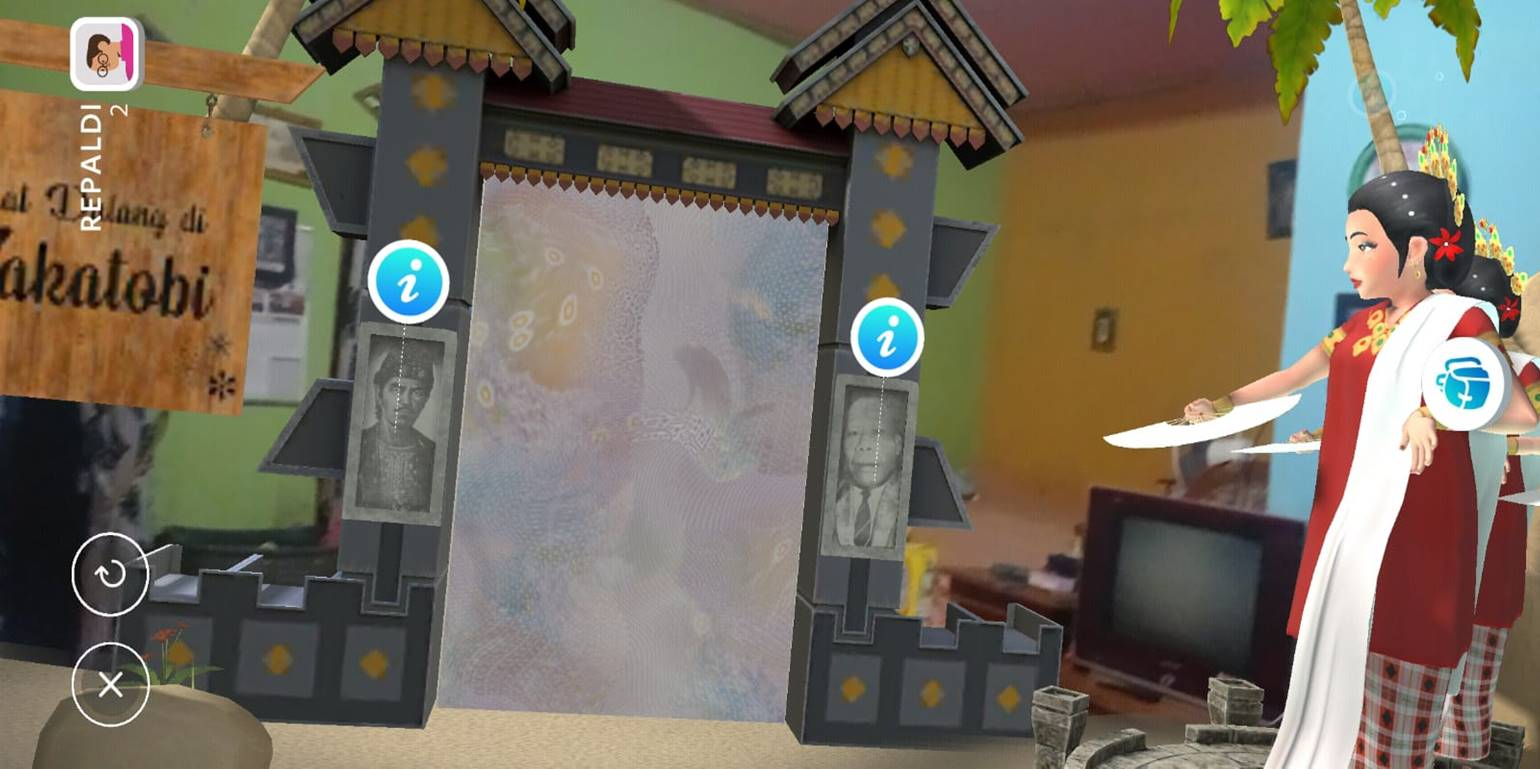 REPALDI
2
at Datang di
akatobi
i
i